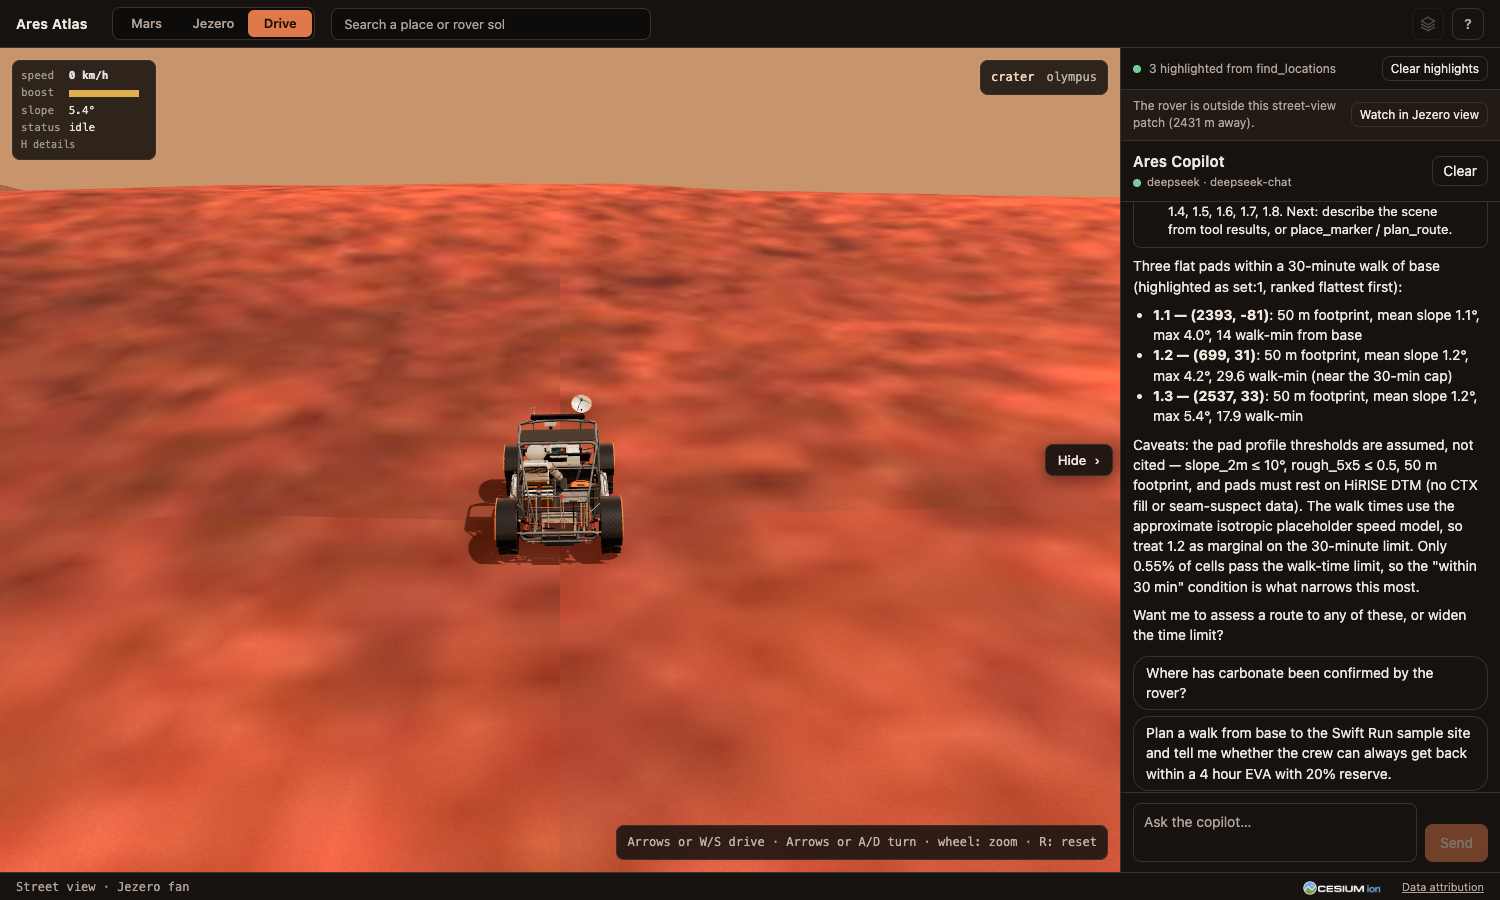 Ares Atlas
Mars
Jezero
Drive
Search a place or rover sol
?
speed 0 km/h
boost
slope 5.4°
status idle
H details
crater olympus
3 highlighted from find_locations
Clear highlights
The rover is outside this street-view
patch (2431 m away).
Watch in Jezero view
Ares Copilot
deepseek · deepseek-chat
Clear
1.4, 1.5, 1.6, 1.7, 1.8. Next: describe the scene
from tool results, or place_marker / plan_route.
Three flat pads within a 30-minute walk of base
(highlighted as set:1, ranked flattest first):
• 1.1 — (2393, -81): 50 m footprint, mean slope 1.1°,
max 4.0°, 14 walk-min from base
• 1.2 — (699, 31): 50 m footprint, mean slope 1.2°,
max 4.2°, 29.6 walk-min (near the 30-min cap)
• 1.3 — (2537, 33): 50 m footprint, mean slope 1.2°,
max 5.4°, 17.9 walk-min
Caveats: the pad profile thresholds are assumed, not
cited — slope_2m ≤ 10°, rough_5x5 ≤ 0.5, 50 m
footprint, and pads must rest on HiRISE DTM (no CTX
fill or seam-suspect data). The walk times use the
approximate isotropic placeholder speed model, so
treat 1.2 as marginal on the 30-minute limit. Only
0.55% of cells pass the walk-time limit, so the "within
30 min" condition is what narrows this most.
Want me to assess a route to any of these, or widen
the time limit?
Where has carbonate been confirmed by the
rover?
Plan a walk from base to the Swift Run sample site
and tell me whether the crew can always get back
within a 4 hour EVA with 20% reserve.
Hide ›
Arrows or W/S drive · Arrows or A/D turn · wheel: zoom · R: reset
Ask the copilot...
Send
Street view · Jezero fan
CESIUM ion
Data attribution